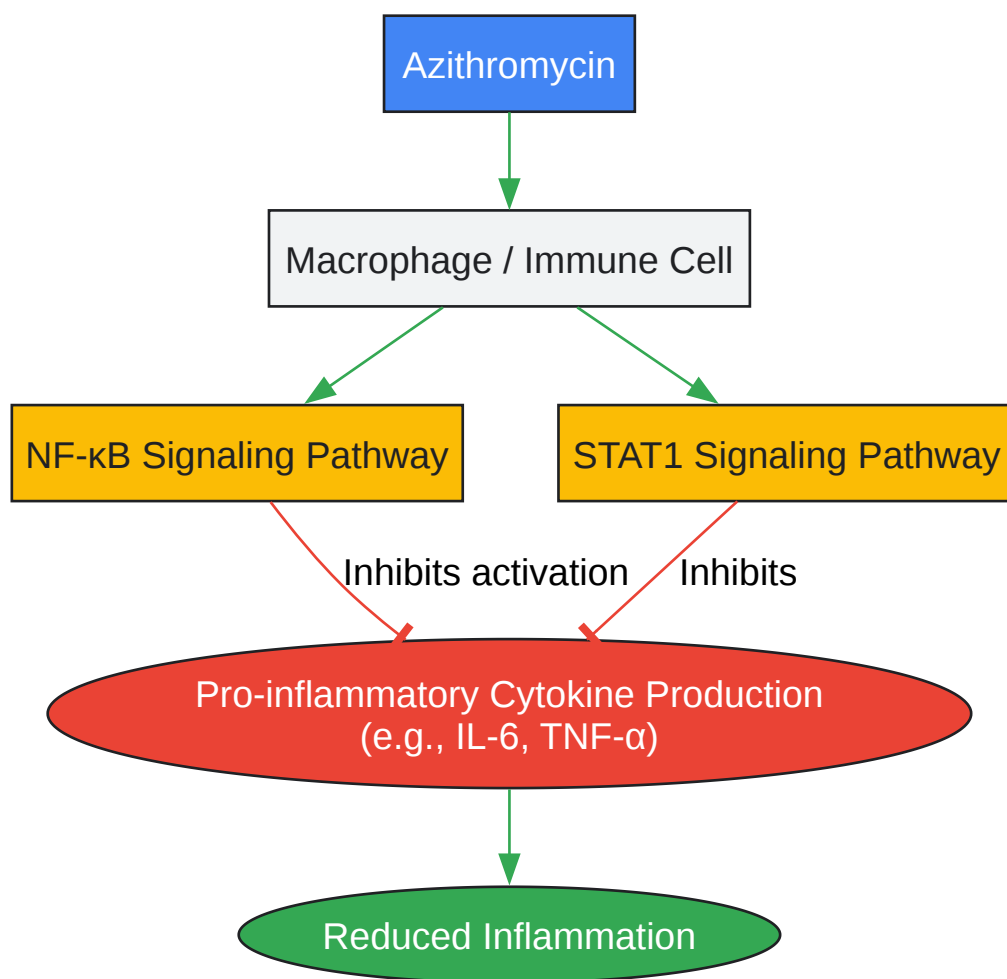 Azithromycin
Macrophage / Immune Cell
NF-κB Signaling Pathway
STAT1 Signaling Pathway
Inhibits activation
Inhibits
Pro-inflammatory Cytokine Production
(e.g., IL-6, TNF-α)
Reduced Inflammation